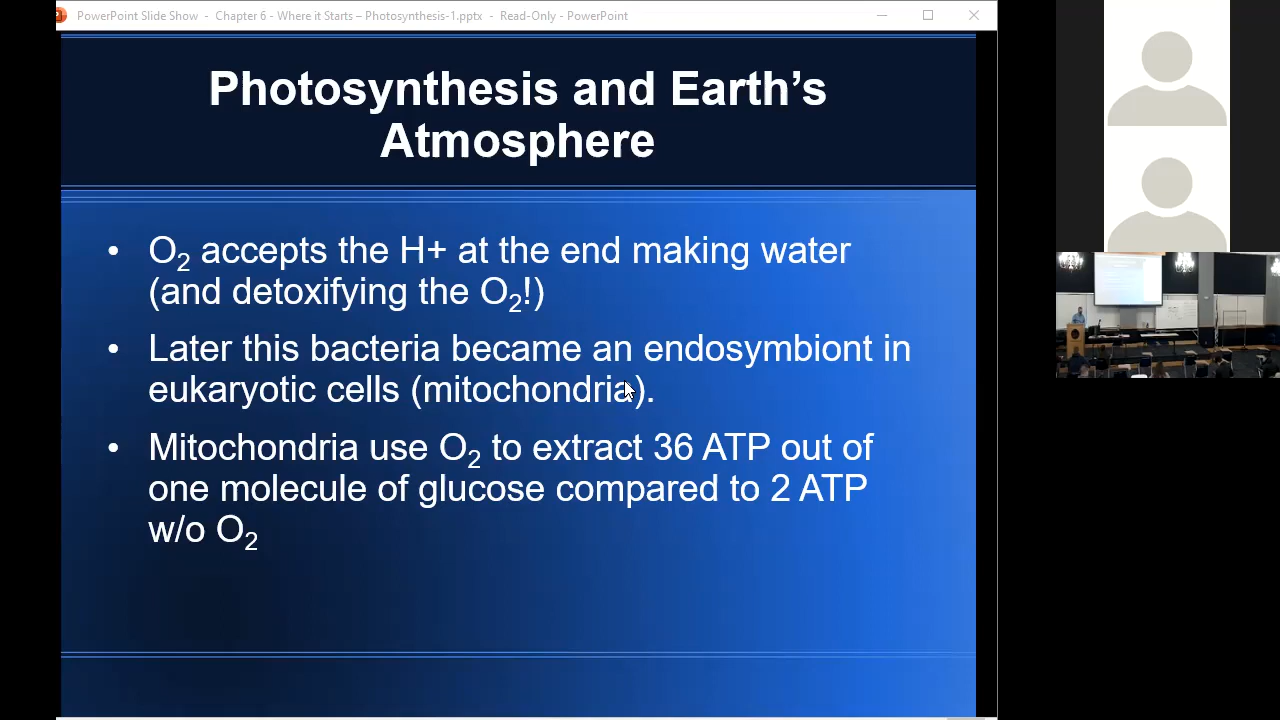 PowerPoint Slide Show - Chapter 6 - Where it Starts – Photosynthesis-1.pptx - Read-Only - PowerPoint
Photosynthesis and Earth’s
Atmosphere
• O2 accepts the H+ at the end making water
(and detoxifying the O2!)
• Later this bacteria became an endosymbiont in
eukaryotic cells (mitochondria).
• Mitochondria use O2 to extract 36 ATP out of
one molecule of glucose compared to 2 ATP
w/o O2